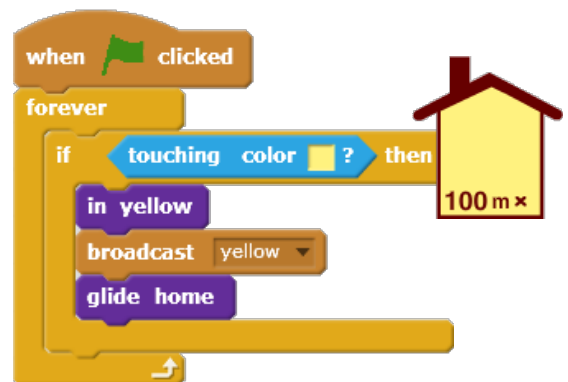 when clicked
forever
if touching color ? then
in yellow
broadcast yellow
glide home
100 m ×